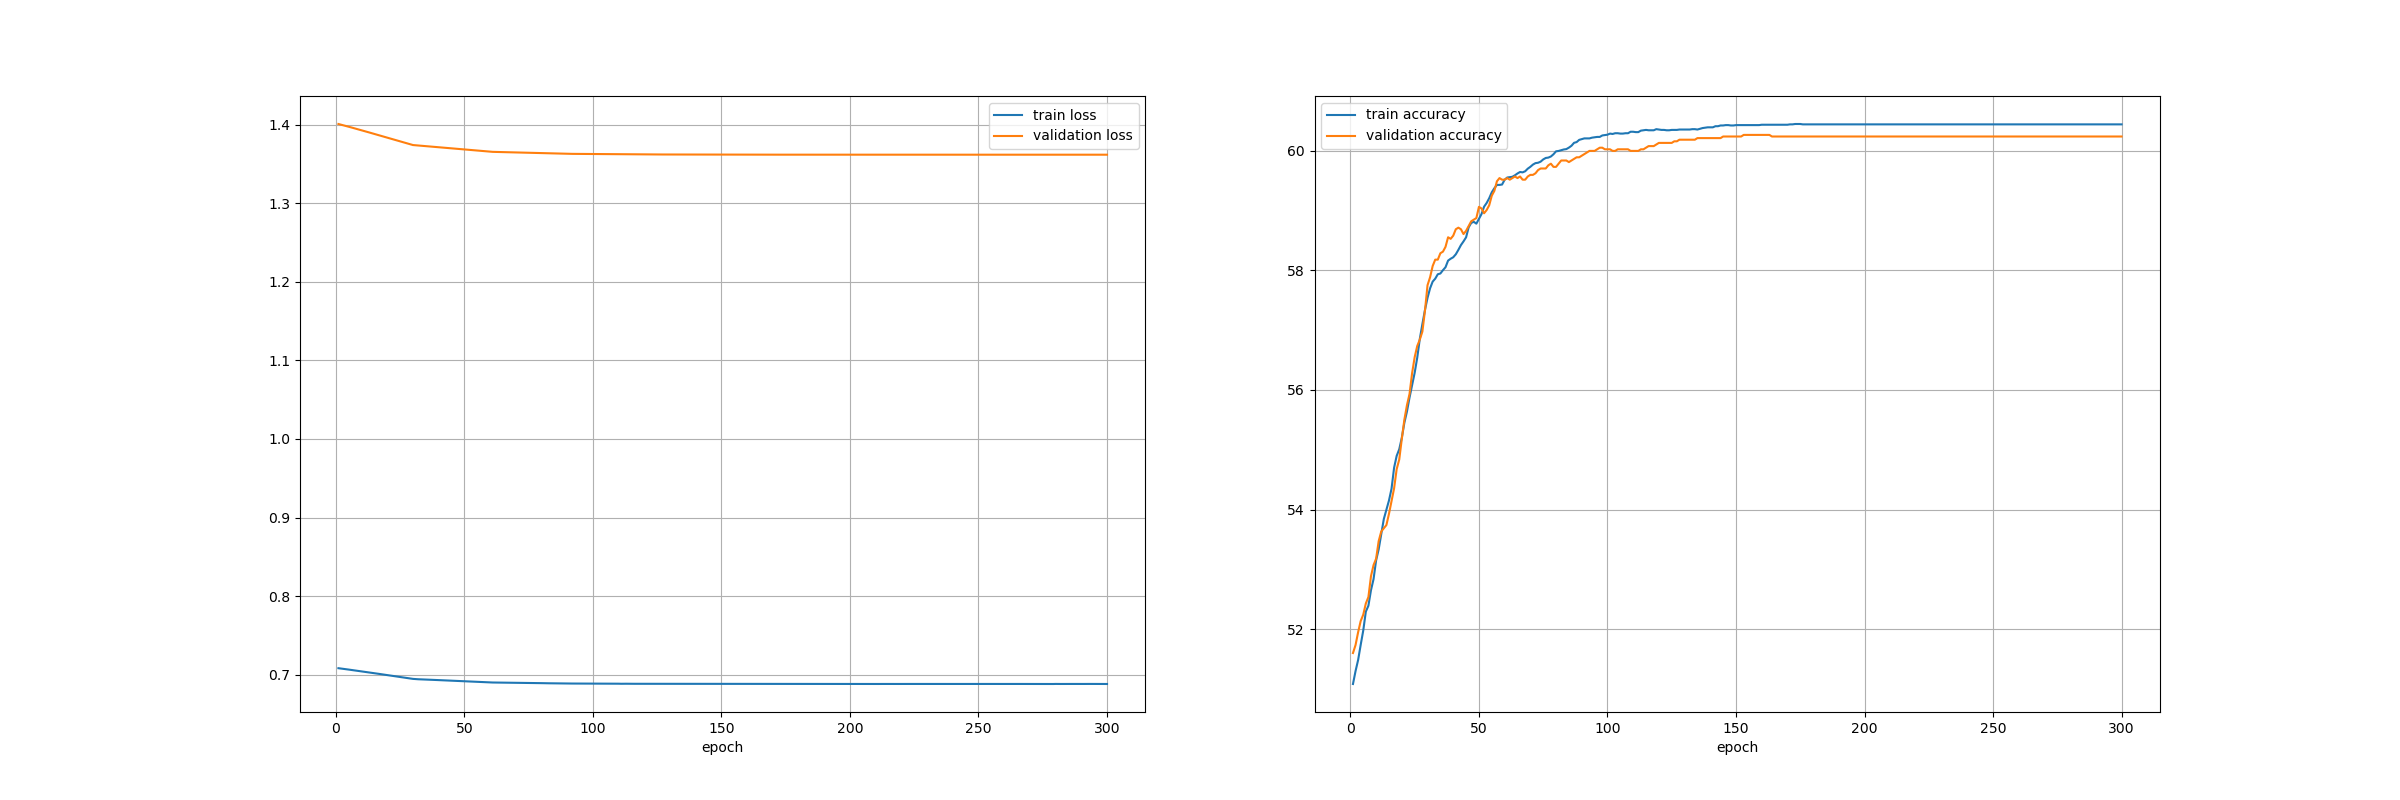 train loss
validation loss
1.4
1.3
1.2
1.1
1.0
0.9
0.8
0.7
0 50 100 150 200 250 300
epoch
train accuracy
validation accuracy
60
58
56
54
52
0 50 100 150 200 250 300
epoch